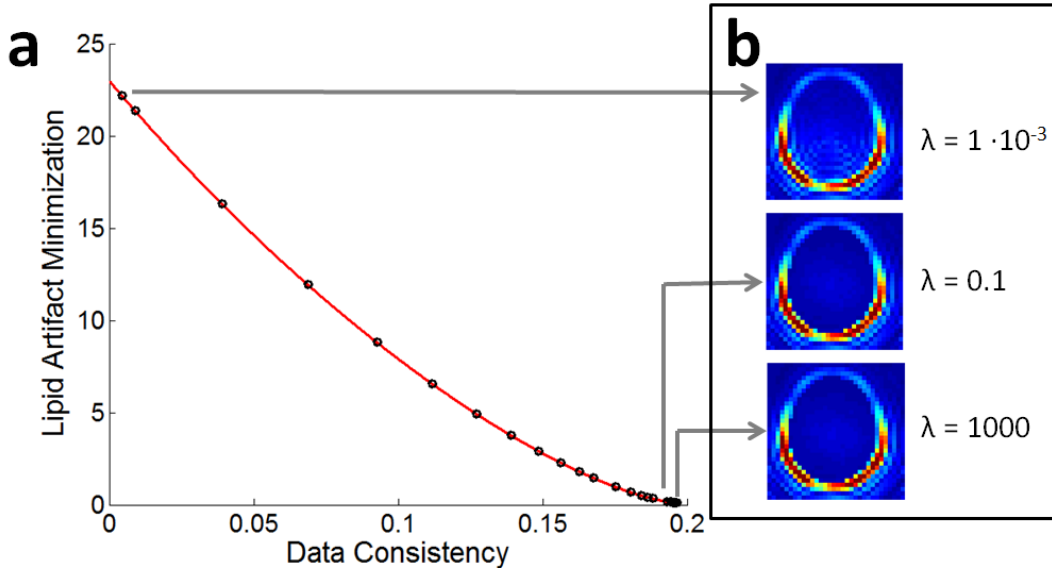 a
25
20
15
10
5
0
0
0.05
0.1
0.15
0.2
Lipid Artifact Minimization
Data Consistency
b
λ = 1 ·10⁻³
λ = 0.1
λ = 1000